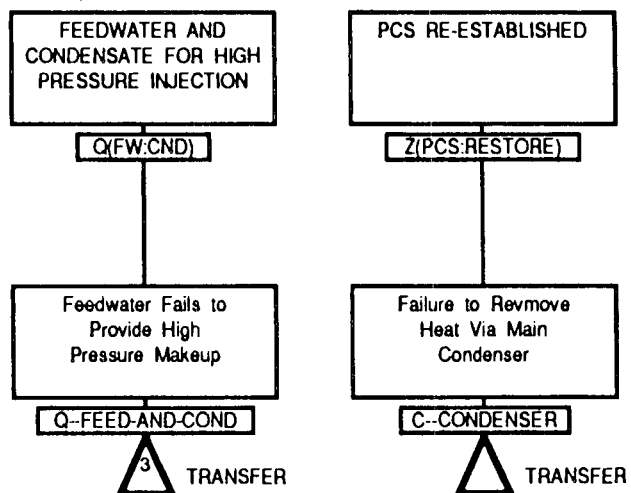 FEEDWATER AND
CONDENSATE FOR HIGH
PRESSURE INJECTION
Q(FW:CND)
Feedwater Fails to
Provide High
Pressure Makeup
Q--FEED-AND-COND
3
TRANSFER
PCS RE-ESTABLISHED
Z(PCS:RESTORE)
Failure to Revmove
Heat Via Main
Condenser
C--CONDENSER
TRANSFER